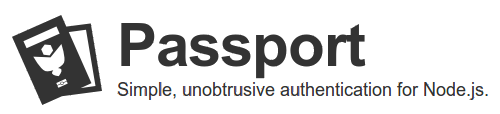 Passport
Simple, unobtrusive authentication for Node.js.